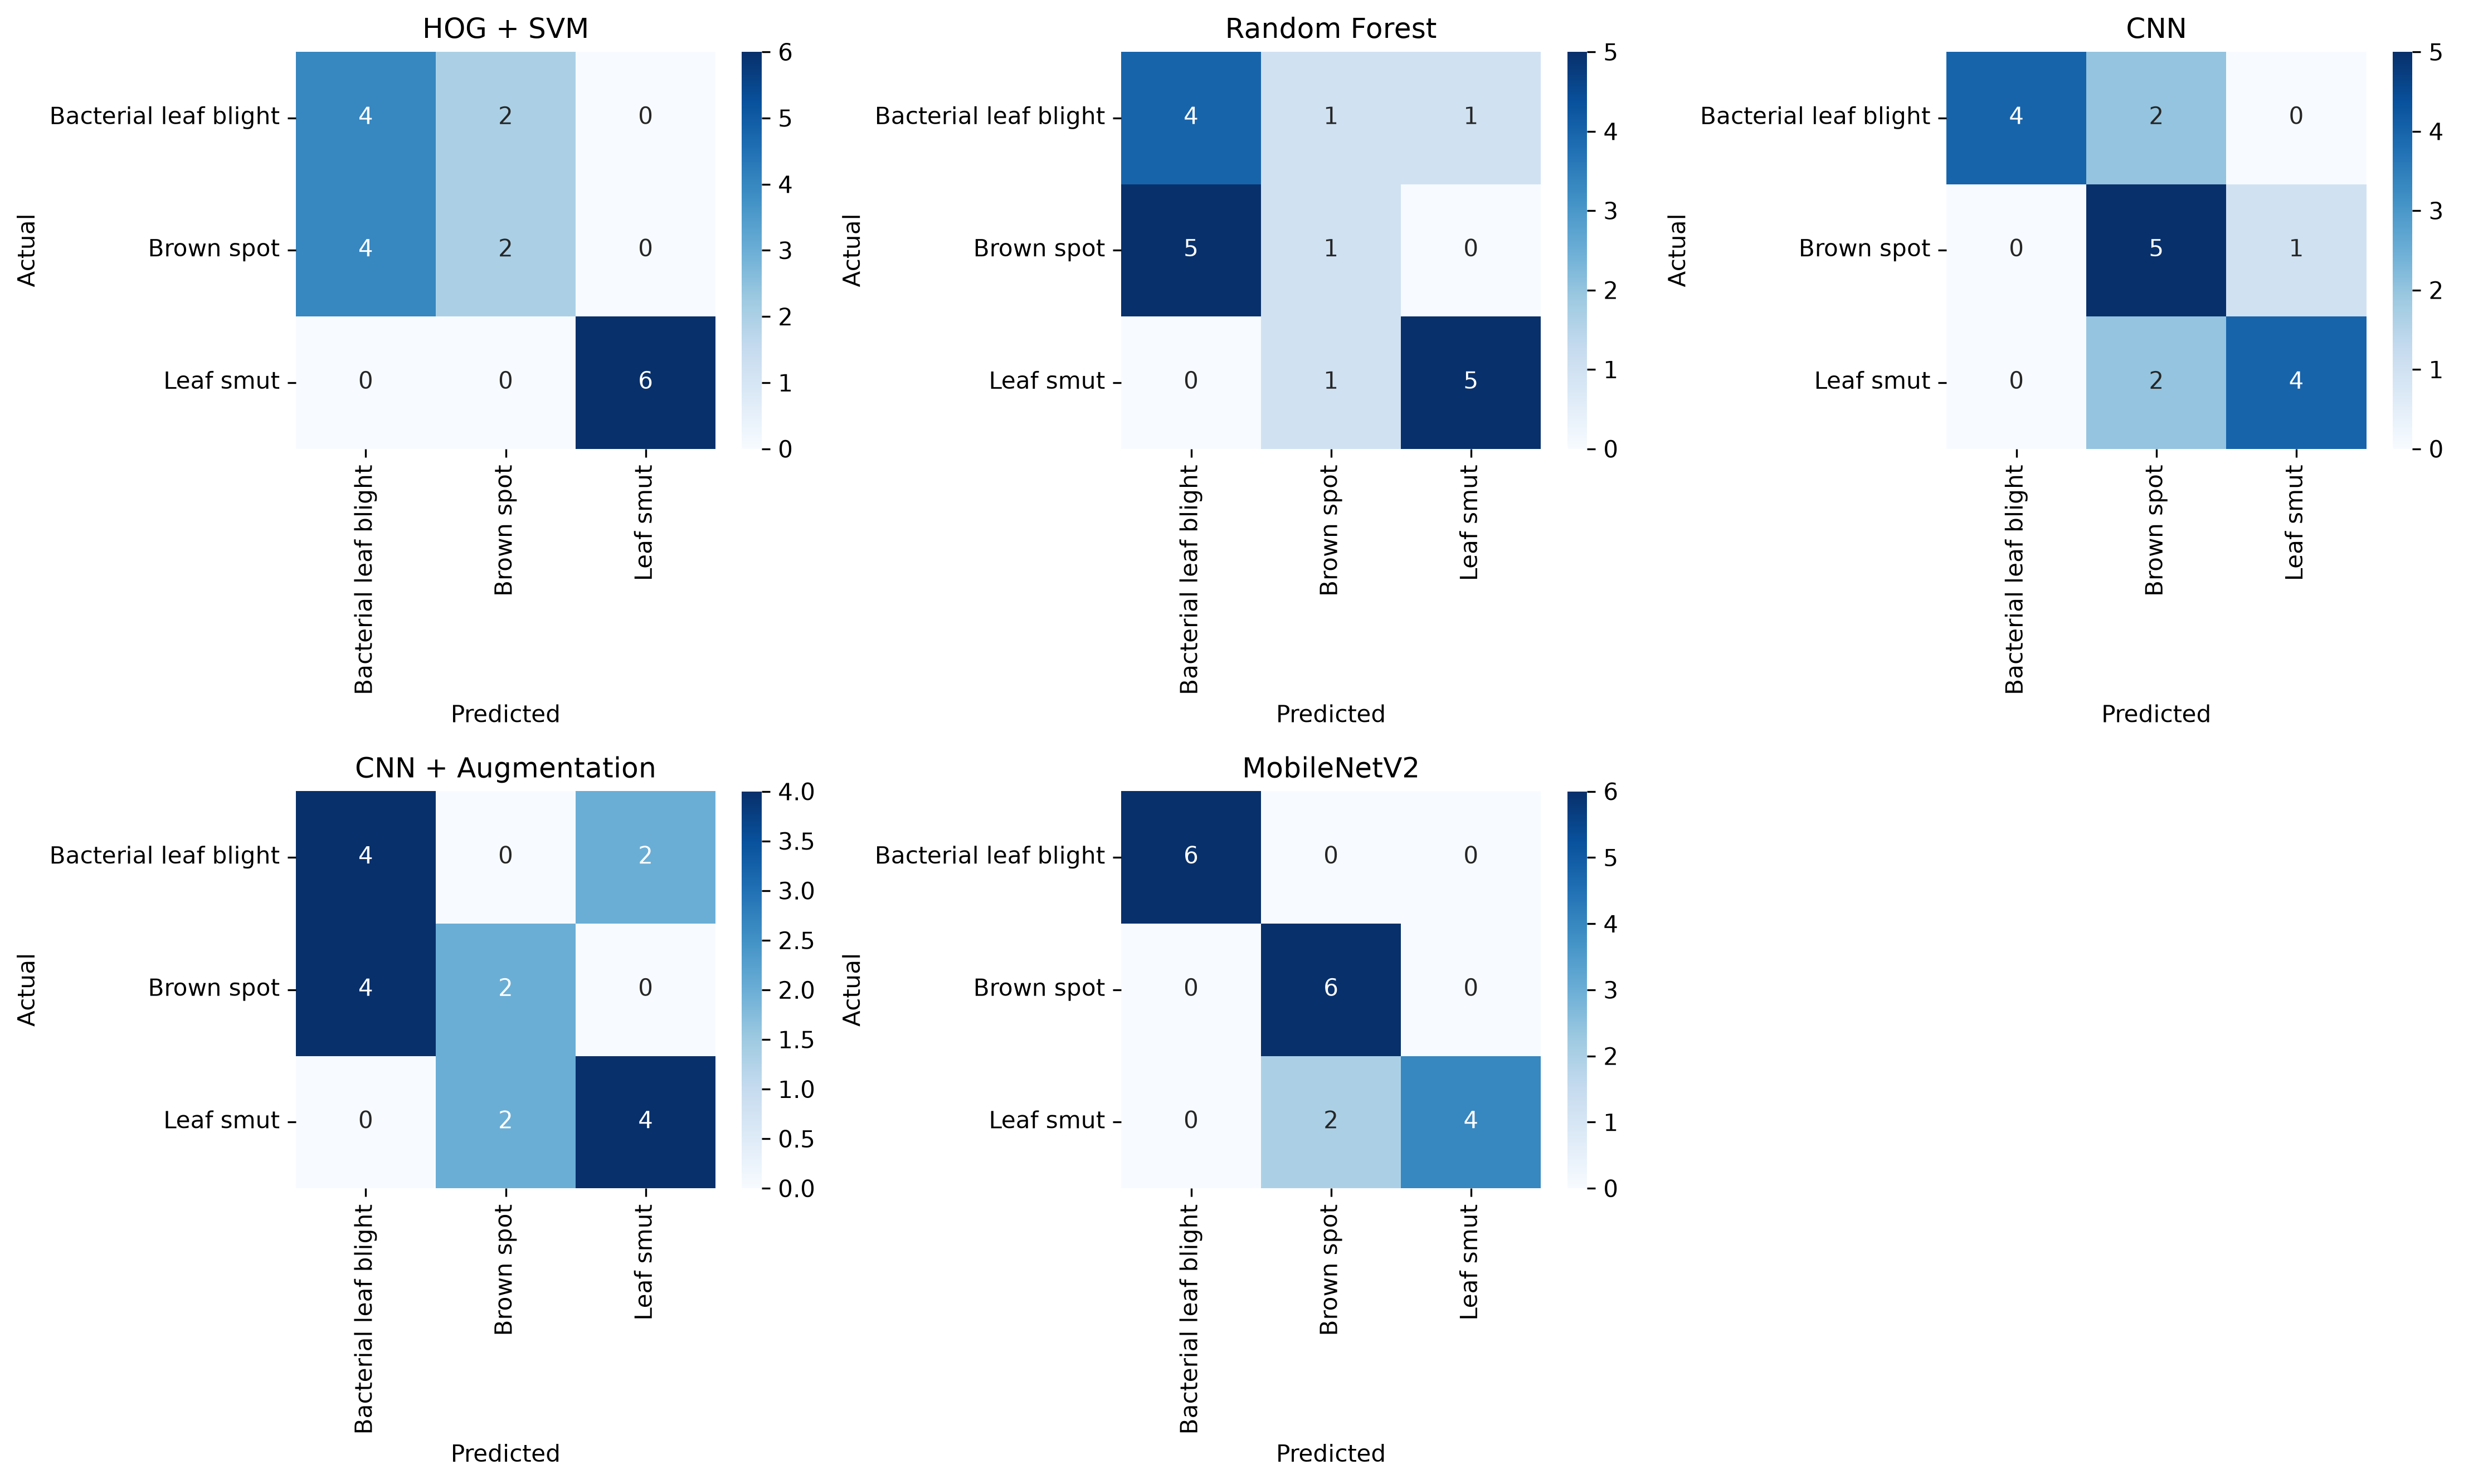 HOG + SVM
Actual
Bacterial leaf blight 4 2 0
Brown spot 4 2 0
Leaf smut 0 0 6
Bacterial leaf blight
Brown spot
Leaf smut
Predicted
6
5
4
3
2
1
0
Random Forest
Actual
Bacterial leaf blight 4 1 1
Brown spot 5 1 0
Leaf smut 0 1 5
Bacterial leaf blight
Brown spot
Leaf smut
Predicted
5
4
3
2
1
0
CNN
Actual
Bacterial leaf blight 4 2 0
Brown spot 0 5 1
Leaf smut 0 2 4
Bacterial leaf blight
Brown spot
Leaf smut
Predicted
5
4
3
2
1
0
CNN + Augmentation
Actual
Bacterial leaf blight 4 0 2
Brown spot 4 2 0
Leaf smut 0 2 4
Bacterial leaf blight
Brown spot
Leaf smut
Predicted
4.0
3.5
3.0
2.5
2.0
1.5
1.0
0.5
0.0
MobileNetV2
Actual
Bacterial leaf blight 6 0 0
Brown spot 0 6 0
Leaf smut 0 2 4
Bacterial leaf blight
Brown spot
Leaf smut
Predicted
6
5
4
3
2
1
0